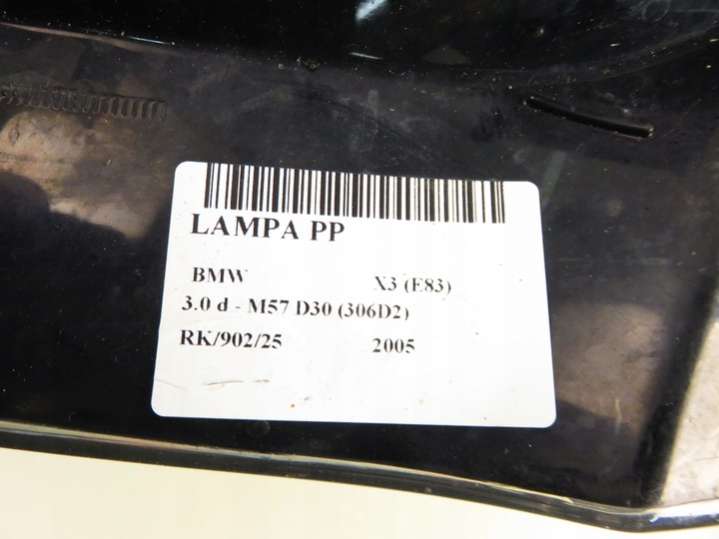 LAMPA PP
BMW X3 (E83)
3.0 d - M57 D30 (306D2)
RK/902/25 2005